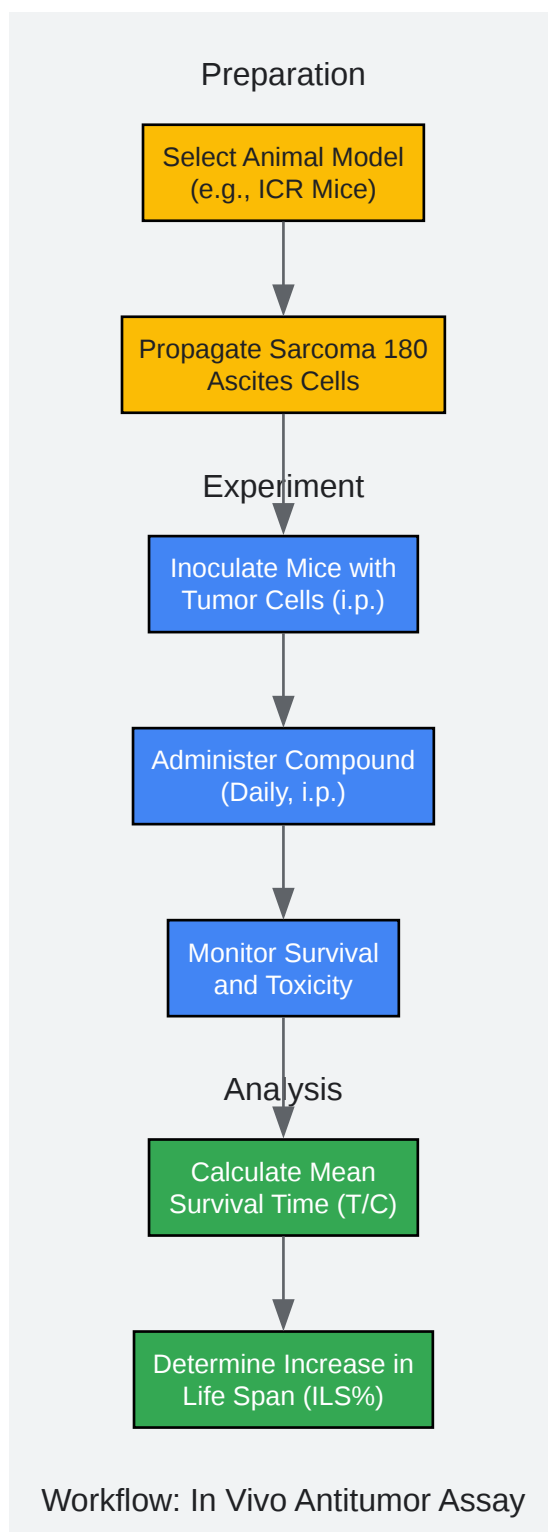 Preparation
Select Animal Model
(e.g., ICR Mice)
Propagate Sarcoma 180
Ascites Cells
Experiment
Inoculate Mice with
Tumor Cells (i.p.)
Administer Compound
(Daily, i.p.)
Monitor Survival
and Toxicity
Analysis
Calculate Mean
Survival Time (T/C)
Determine Increase in
Life Span (ILS%)
Workflow: In Vivo Antitumor Assay